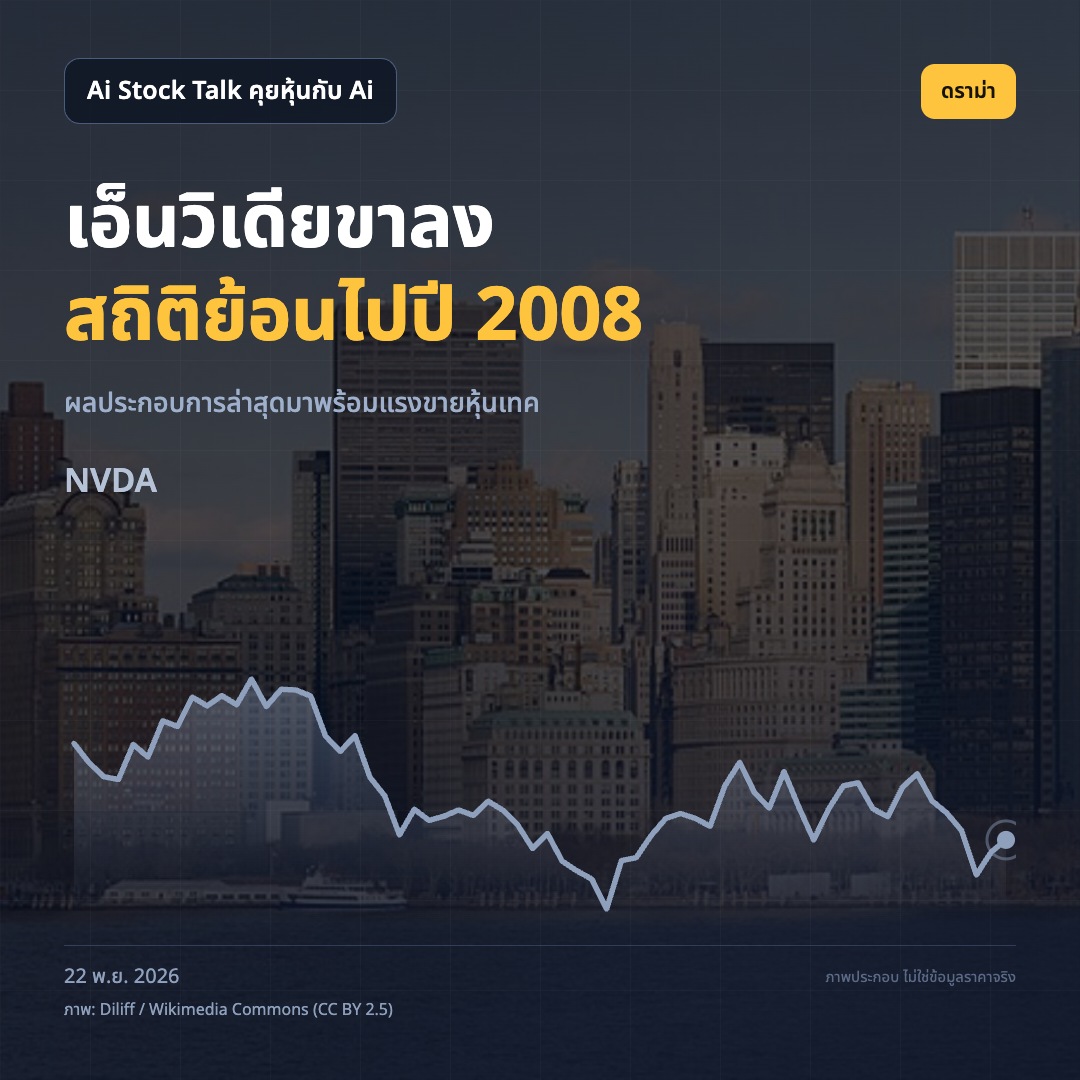 Ai Stock Talk คุยหุ้นกับ Ai
ดราม่า
เอ็นวิเดียขาลง
สถิติย้อนไปปี 2008
ผลประกอบการล่าสุดมาพร้อมแรงขายหุ้นเทค
NVDA
22 พ.ย. 2026
ภาพประกอบ ไม่ใช่ข้อมูลราคาจริง
ภาพ: Diliff / Wikimedia Commons (CC BY 2.5)